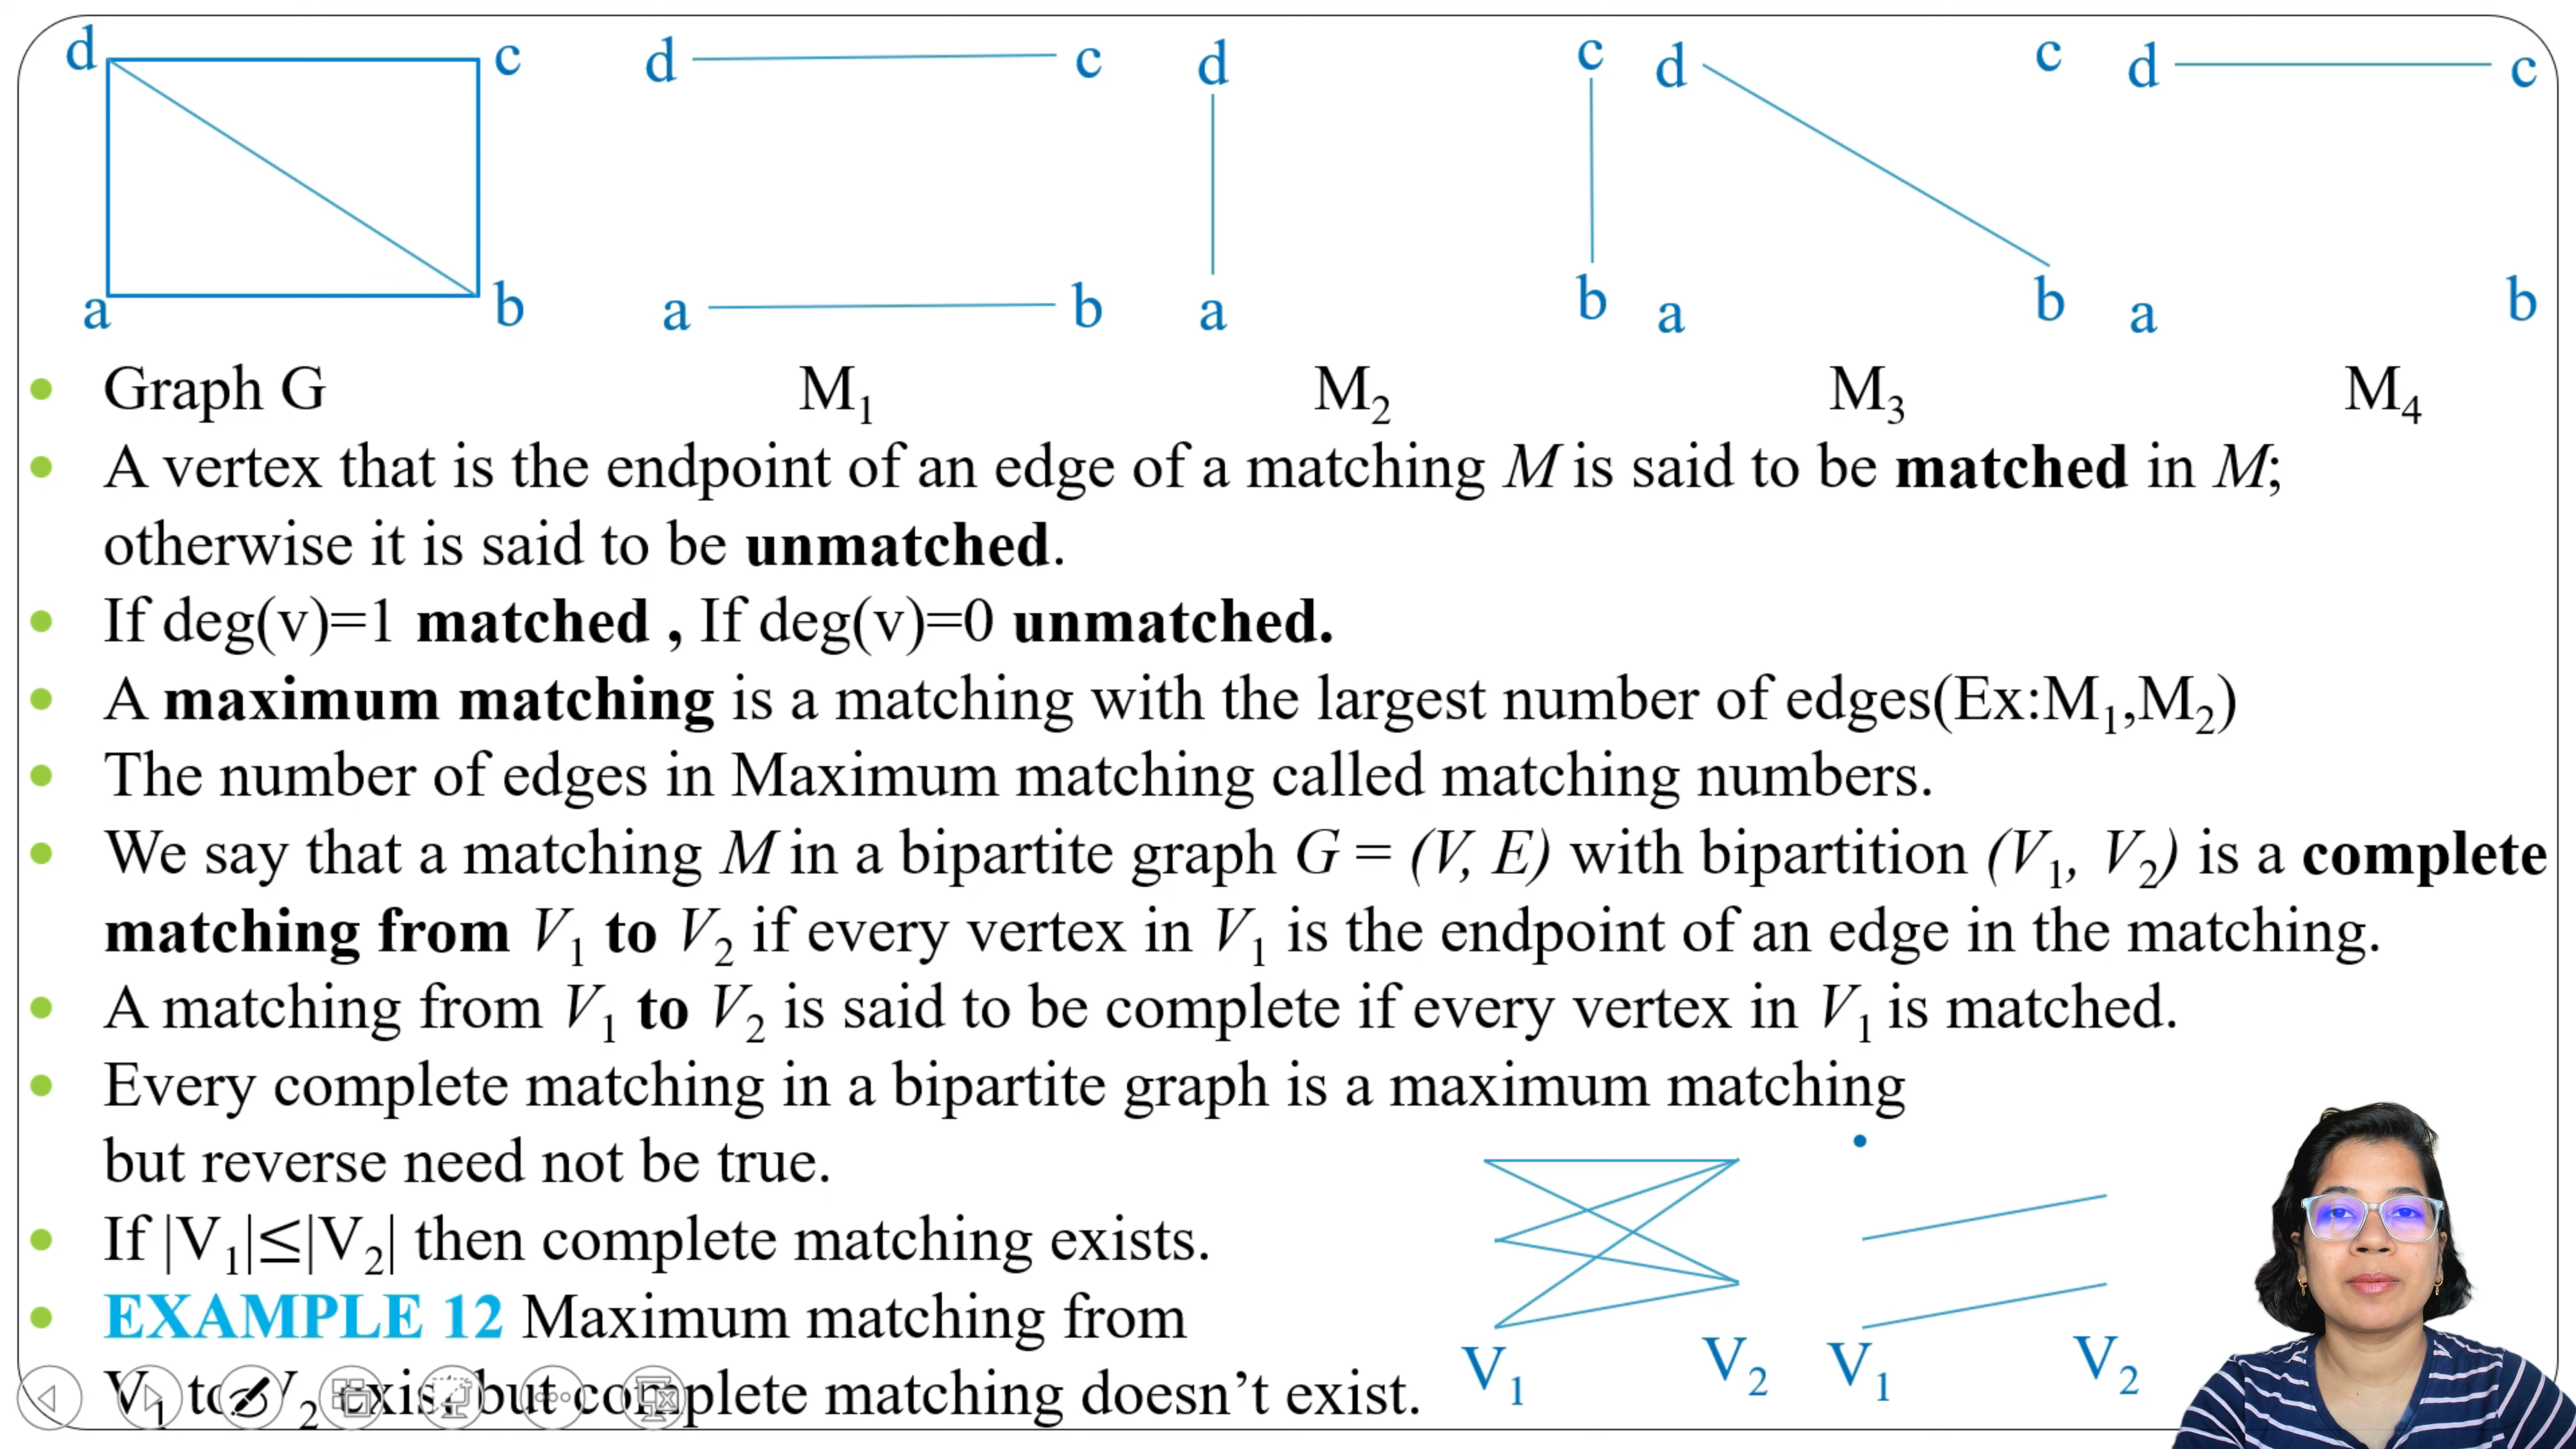 d c d c d c d c d c
a b a b a b a b a b
Graph G M₁ M₂ M₃ M₄
A vertex that is the endpoint of an edge of a matching M is said to be matched in M;
otherwise it is said to be unmatched.
If deg(v)=1 matched , If deg(v)=0 unmatched.
A maximum matching is a matching with the largest number of edges(Ex:M₁,M₂)
The number of edges in Maximum matching called matching numbers.
We say that a matching M in a bipartite graph G = (V, E) with bipartition (V₁, V₂) is a complete
matching from V₁ to V₂ if every vertex in V₁ is the endpoint of an edge in the matching.
A matching from V₁ to V₂ is said to be complete if every vertex in V₁ is matched.
Every complete matching in a bipartite graph is a maximum matching
but reverse need not be true.
If |V₁|≤|V₂| then complete matching exists.
EXAMPLE 12 Maximum matching from
V₁ to V₂ exist but complete matching doesn’t exist.
V₁ V₂ V₁ V₂